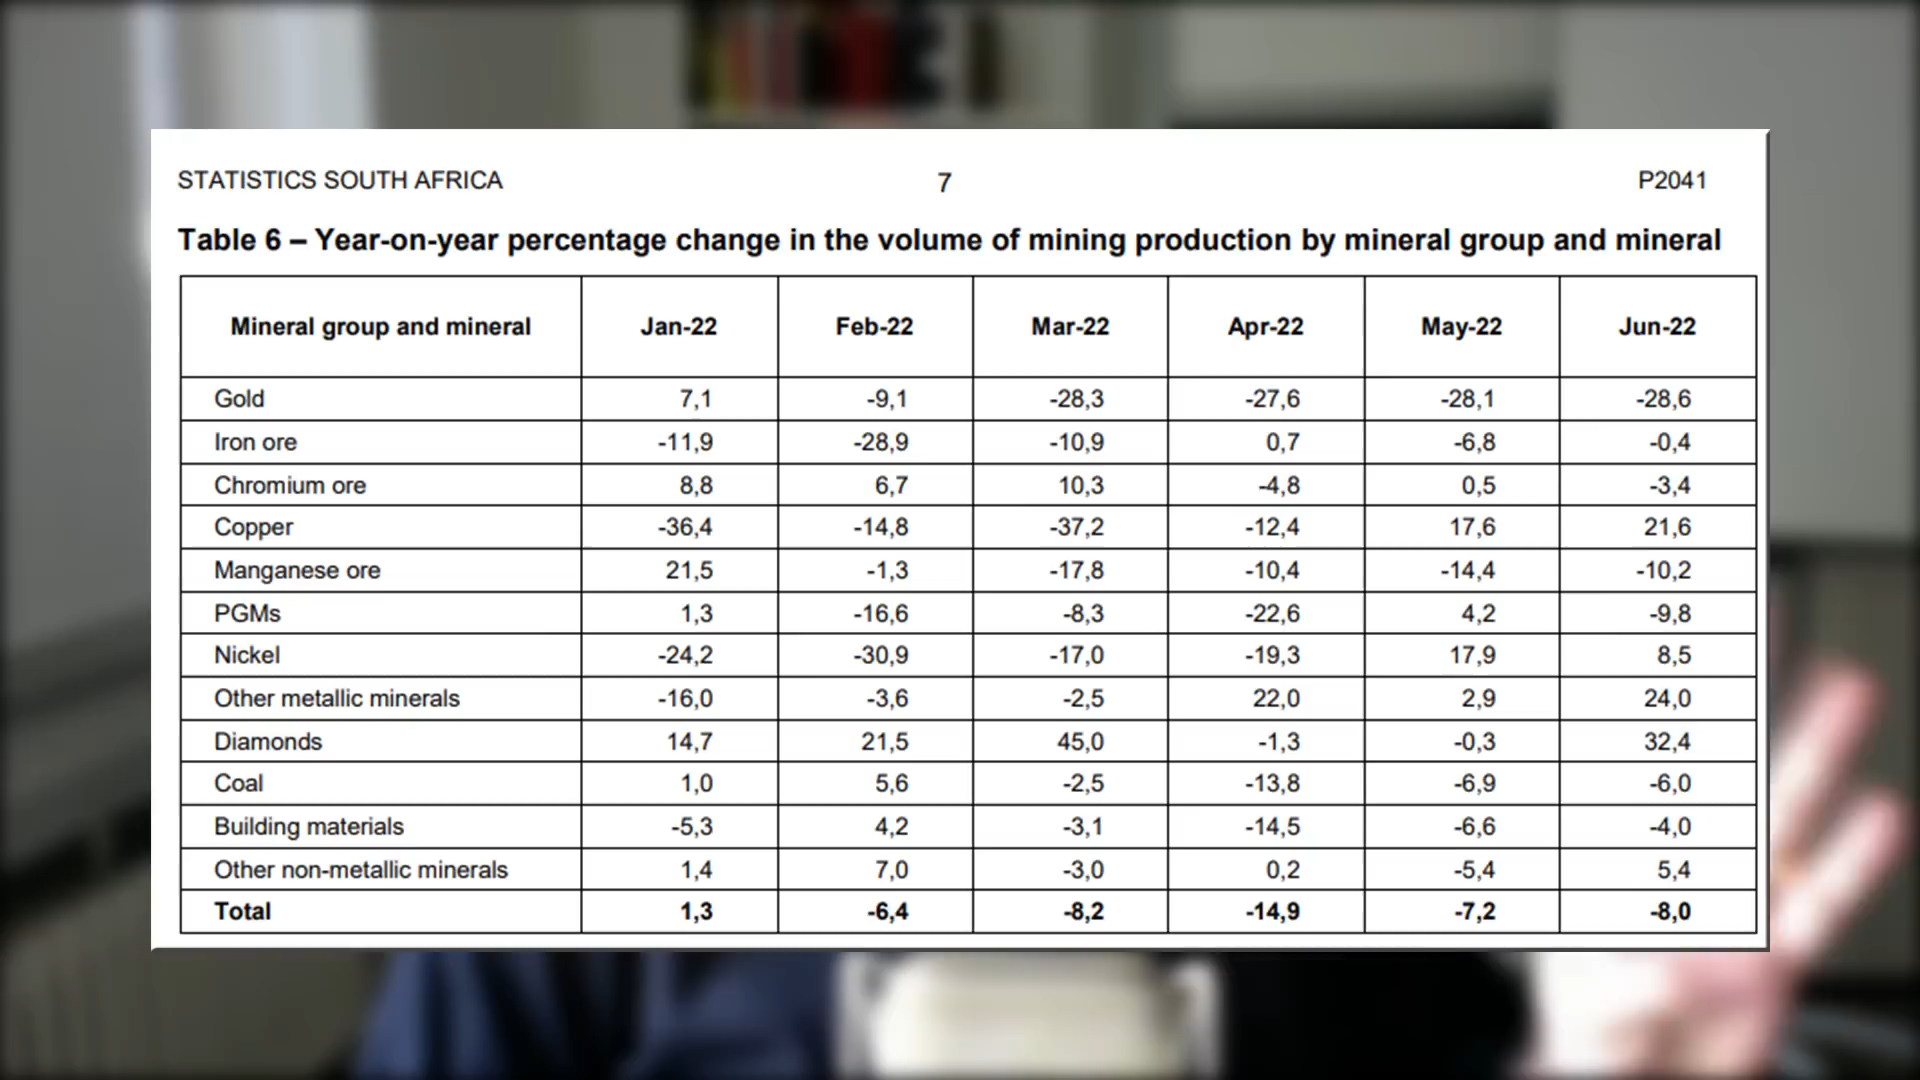 STATISTICS SOUTH AFRICA 7 P2041
Table 6 – Year-on-year percentage change in the volume of mining production by mineral group and mineral
Mineral group and mineral Jan-22 Feb-22 Mar-22 Apr-22 May-22 Jun-22
Gold 7,1 -9,1 -28,3 -27,6 -28,1 -28,6
Iron ore -11,9 -28,9 -10,9 0,7 -6,8 -0,4
Chromium ore 8,8 6,7 10,3 -4,8 0,5 -3,4
Copper -36,4 -14,8 -37,2 -12,4 17,6 21,6
Manganese ore 21,5 -1,3 -17,8 -10,4 -14,4 -10,2
PGMs 1,3 -16,6 -8,3 -22,6 4,2 -9,8
Nickel -24,2 -30,9 -17,0 -19,3 17,9 8,5
Other metallic minerals -16,0 -3,6 -2,5 22,0 2,9 24,0
Diamonds 14,7 21,5 45,0 -1,3 -0,3 32,4
Coal 1,0 5,6 -2,5 -13,8 -6,9 -6,0
Building materials -5,3 4,2 -3,1 -14,5 -6,6 -4,0
Other non-metallic minerals 1,4 7,0 -3,0 0,2 -5,4 5,4
Total 1,3 -6,4 -8,2 -14,9 -7,2 -8,0